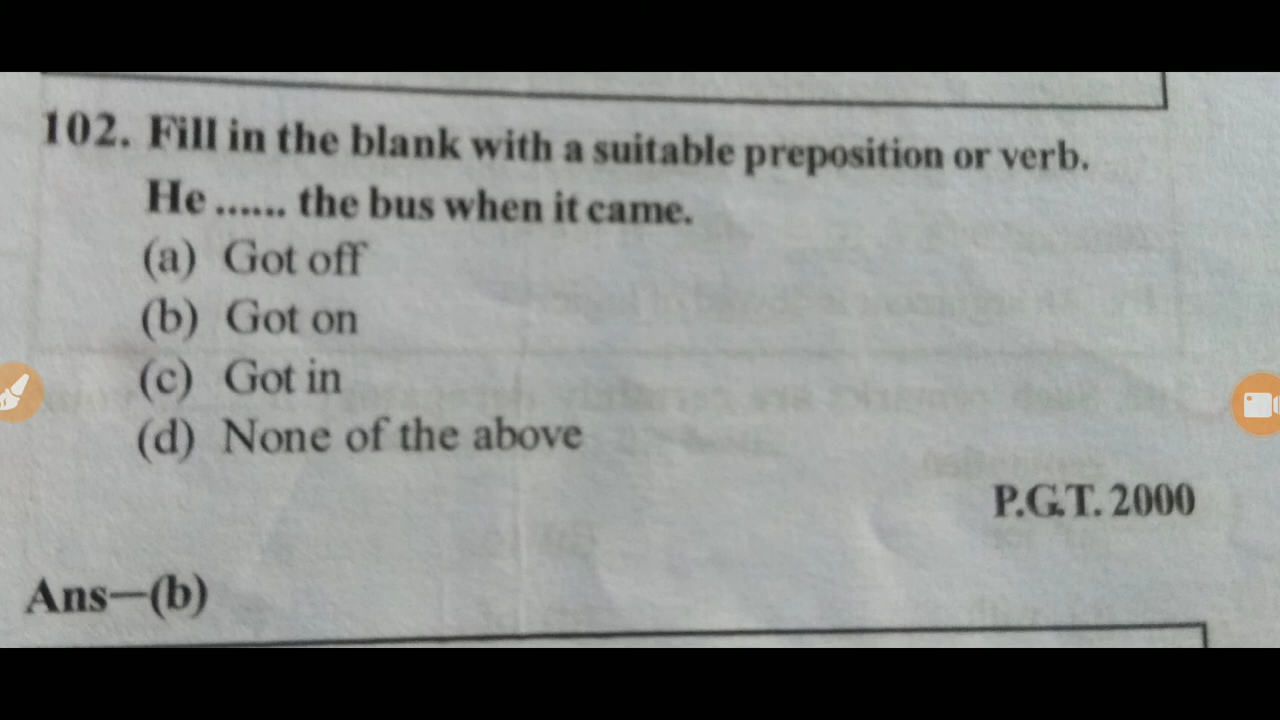 102. Fill in the blank with a suitable preposition or verb.
He ...... the bus when it came.
(a) Got off
(b) Got on
(c) Got in
(d) None of the above
P.G.T. 2000
Ans—(b)